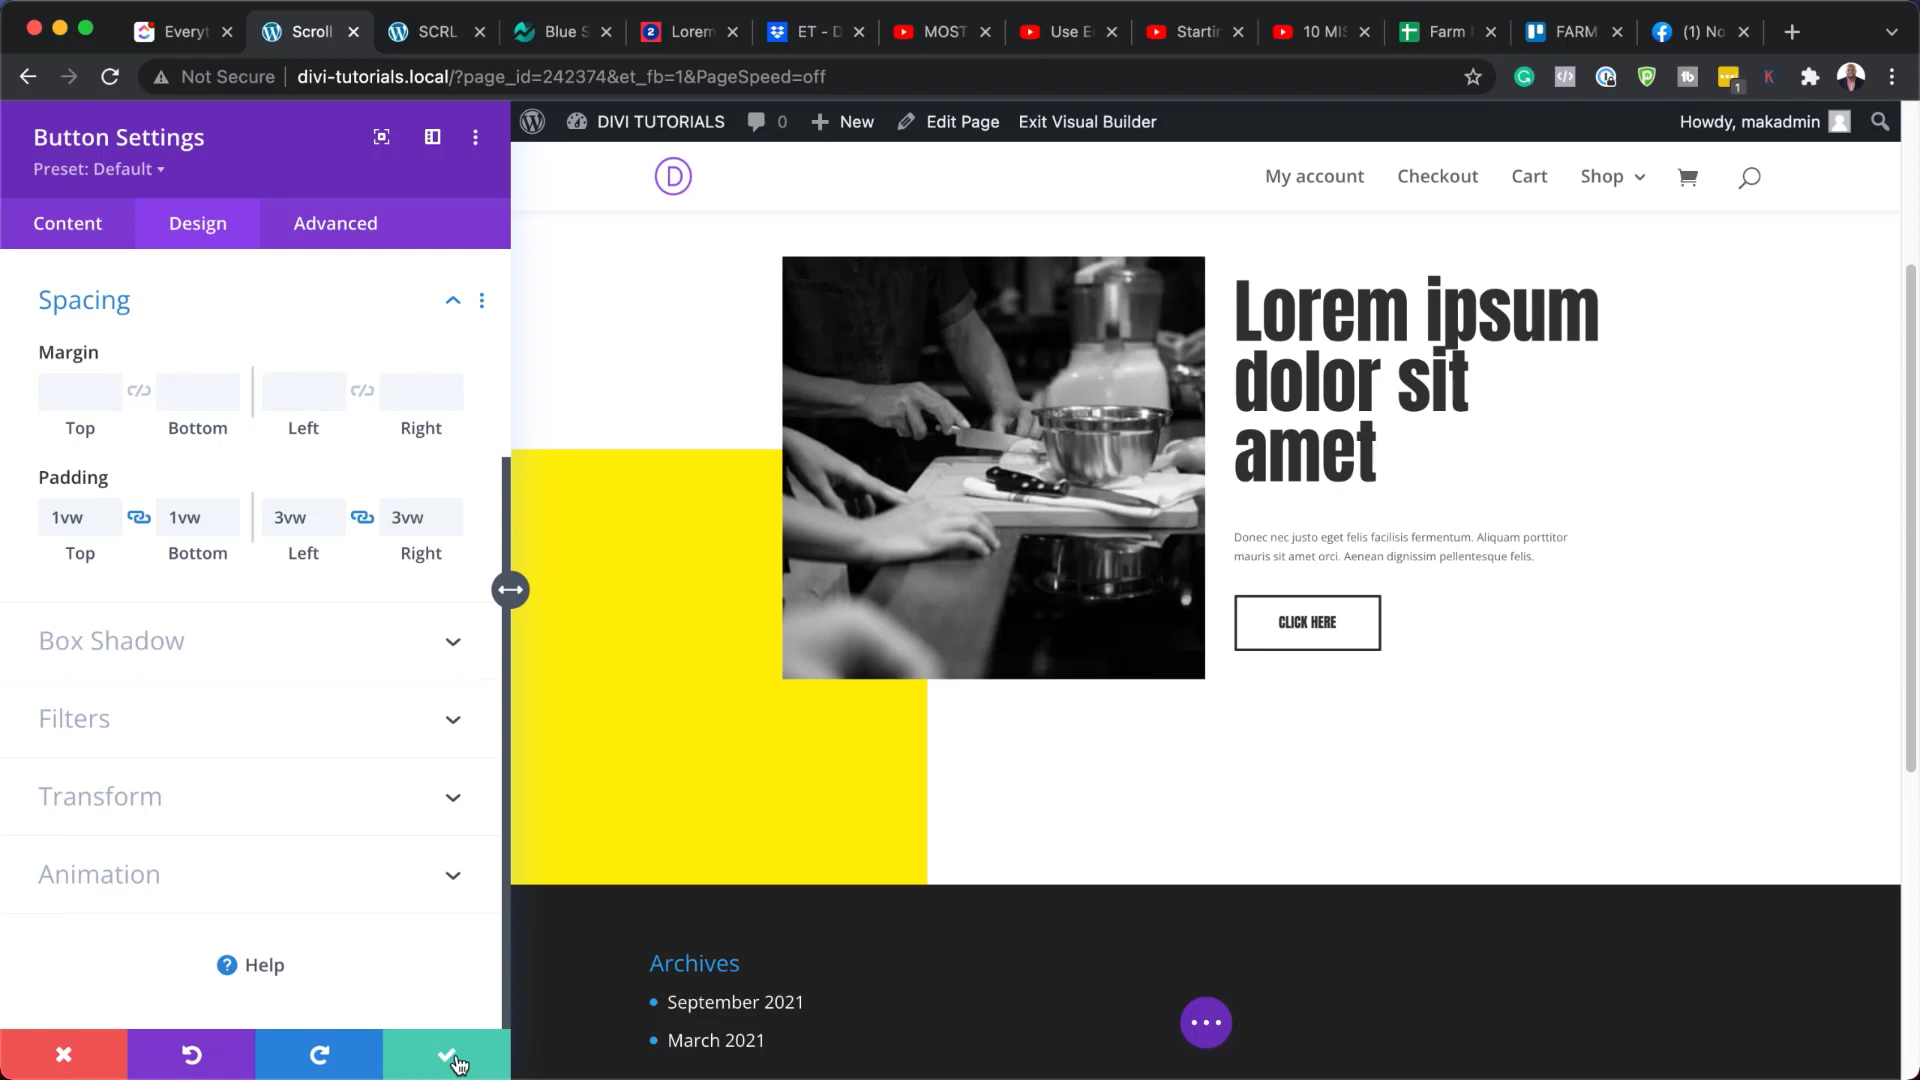 Everyt
Scroll
SCRL
Blue S
Lorem
ET - D
MOST
Use E
Startin
10 MIS
Farm
FARM
(1) No
Not Secure
divi-tutorials.local/?page_id=242374&et_fb=1&PageSpeed=off
1
Button Settings
Preset: Default
Content
Design
Advanced
Spacing
Margin
Top
Bottom
Left
Right
Padding
1vw
1vw
3vw
3vw
Top
Bottom
Left
Right
Box Shadow
Filters
Transform
Animation
? Help
DIVI TUTORIALS
0
New
Edit Page
Exit Visual Builder
Howdy, makadmin
D
My account
Checkout
Cart
Shop
Lorem ipsum
dolor sit
amet
Donec nec justo eget felis facilisis fermentum. Aliquam porttitor
mauris sit amet orci. Aenean dignissim pellentesque felis.
CLICK HERE
Archives
September 2021
March 2021